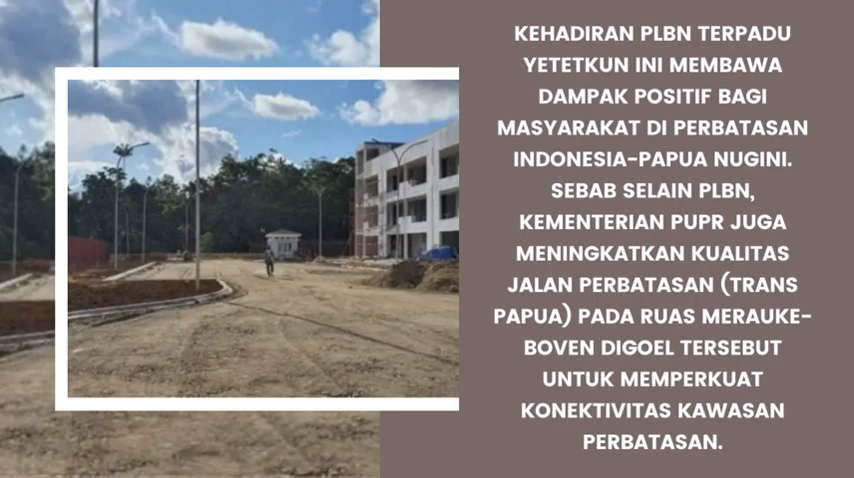 KEHADIRAN PLBN TERPADU
YETETKUN INI MEMBAWA
DAMPAK POSITIF BAGI
MASYARAKAT DI PERBATASAN
INDONESIA-PAPUA NUGINI.
SEBAB SELAIN PLBN,
KEMENTERIAN PUPR JUGA
MENINGKATKAN KUALITAS
JALAN PERBATASAN (TRANS
PAPUA) PADA RUAS MERAUKE-
BOVEN DIGOEL TERSEBUT
UNTUK MEMPERKUAT
KONEKTIVITAS KAWASAN
PERBATASAN.